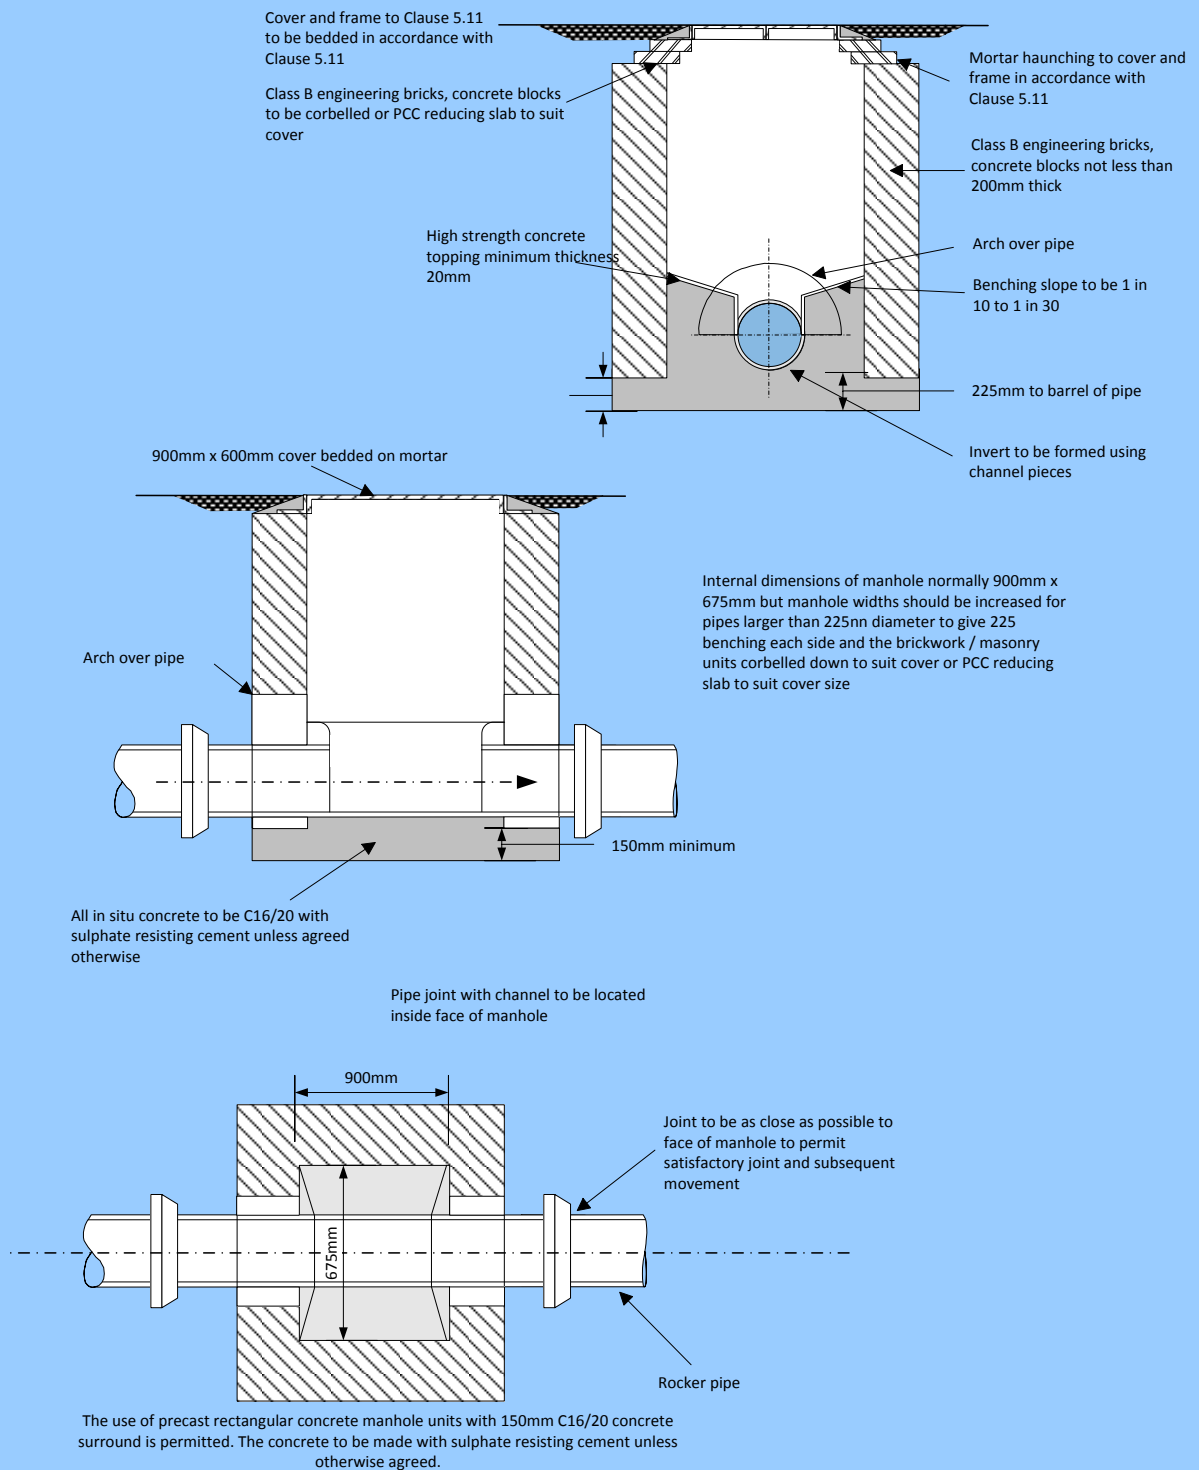 Cover and frame to Clause 5.11
to be bedded in accordance with
Clause 5.11
Class B engineering bricks, concrete blocks
to be corbelled or PCC reducing slab to suit
cover
Mortar haunching to cover and
frame in accordance with
Clause 5.11
Class B engineering bricks,
concrete blocks not less than
200mm thick
High strength concrete
topping minimum thickness
20mm
Arch over pipe
Benching slope to be 1 in
10 to 1 in 30
225mm to barrel of pipe
Invert to be formed using
channel pieces
900mm x 600mm cover bedded on mortar
Internal dimensions of manhole normally 900mm x
675mm but manhole widths should be increased for
pipes larger than 225nn diameter to give 225
benching each side and the brickwork / masonry
units corbelled down to suit cover or PCC reducing
slab to suit cover size
Arch over pipe
150mm minimum
All in situ concrete to be C16/20 with
sulphate resisting cement unless agreed
otherwise
Pipe joint with channel to be located
inside face of manhole
900mm
675mm
Joint to be as close as possible to
face of manhole to permit
satisfactory joint and subsequent
movement
Rocker pipe
The use of precast rectangular concrete manhole units with 150mm C16/20 concrete
surround is permitted. The concrete to be made with sulphate resisting cement unless
otherwise agreed.